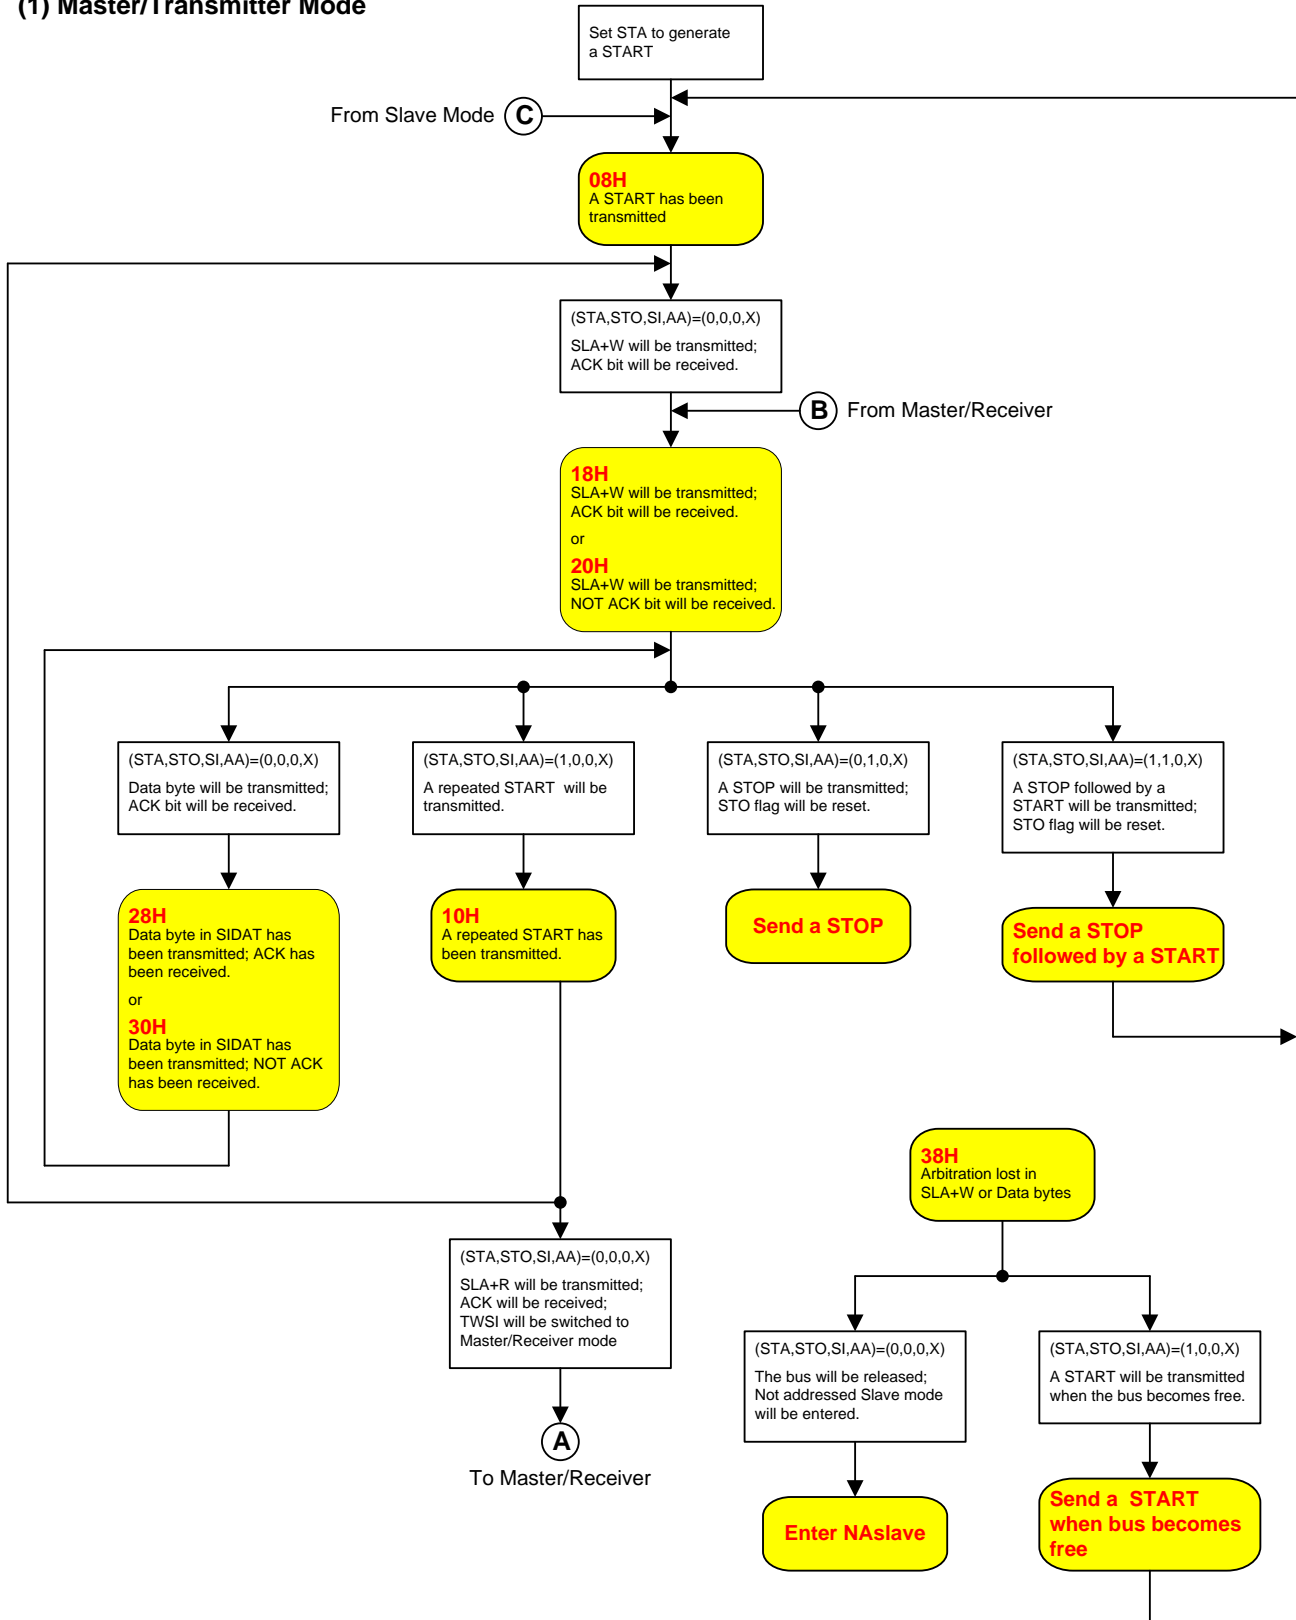 (1) Master/Transmitter Mode
Set STA to generate
a START
From Slave Mode
C
08H
A START has been
transmitted
(STA,STO,SI,AA)=(0,0,0,X)
SLA+W will be transmitted;
ACK bit will be received.
B
From Master/Receiver
18H
SLA+W will be transmitted;
ACK bit will be received.
or
20H
SLA+W will be transmitted;
NOT ACK bit will be received.
(STA,STO,SI,AA)=(0,0,0,X)
Data byte will be transmitted;
ACK bit will be received.
(STA,STO,SI,AA)=(1,0,0,X)
A repeated START  will be
transmitted.
(STA,STO,SI,AA)=(0,1,0,X)
A STOP will be transmitted;
STO flag will be reset.
(STA,STO,SI,AA)=(1,1,0,X)
A STOP followed by a
START will be transmitted;
STO flag will be reset.
28H
Data byte in SIDAT has
been transmitted; ACK has
been received.
or
30H
Data byte in SIDAT has
been transmitted; NOT ACK
has been received.
10H
A repeated START has
been transmitted.
Send a STOP
Send a STOP
followed by a START
38H
Arbitration lost in
SLA+W or Data bytes
(STA,STO,SI,AA)=(0,0,0,X)
SLA+R will be transmitted;
ACK will be received;
TWSI will be switched to
Master/Receiver mode
(STA,STO,SI,AA)=(0,0,0,X)
The bus will be released;
Not addressed Slave mode
will be entered.
(STA,STO,SI,AA)=(1,0,0,X)
A START will be transmitted
when the bus becomes free.
A
To Master/Receiver
Enter NAslave
Send a  START
when bus becomes
free